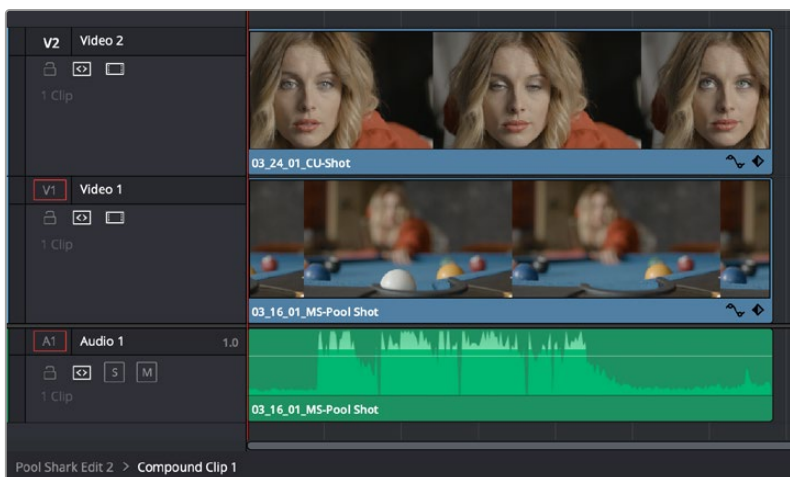 V2 Video 2
1 Clip
03_24_01_CU-Shot
V1 Video 1
1 Clip
03_16_01_MS-Pool Shot
A1 Audio 1 1.0
S M
1 Clip
03_16_01_MS-Pool Shot
Pool Shark Edit 2 > Compound Clip 1